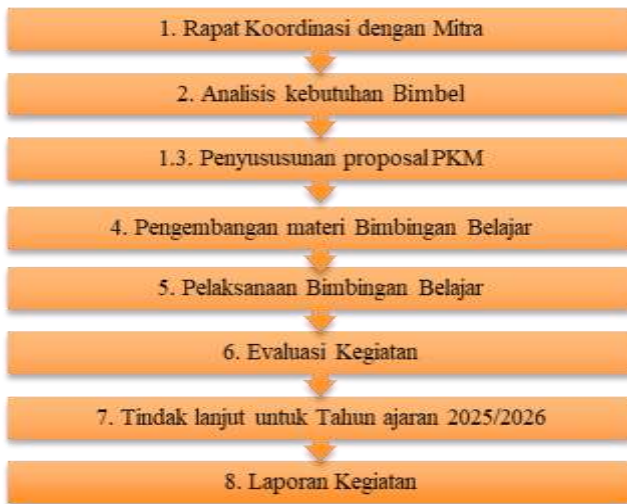 1. Rapat Koordinasi dengan Mitra
2. Analisis kebutuhan Bimbel
1.3. Penyususunan proposal PKM
4. Pengembangan materi Bimbingan Belajar
5. Pelaksanaan Bimbingan Belajar
6. Evaluasi Kegiatan
7. Tindak lanjut untuk Tahun ajaran 2025/2026
8. Laporan Kegiatan